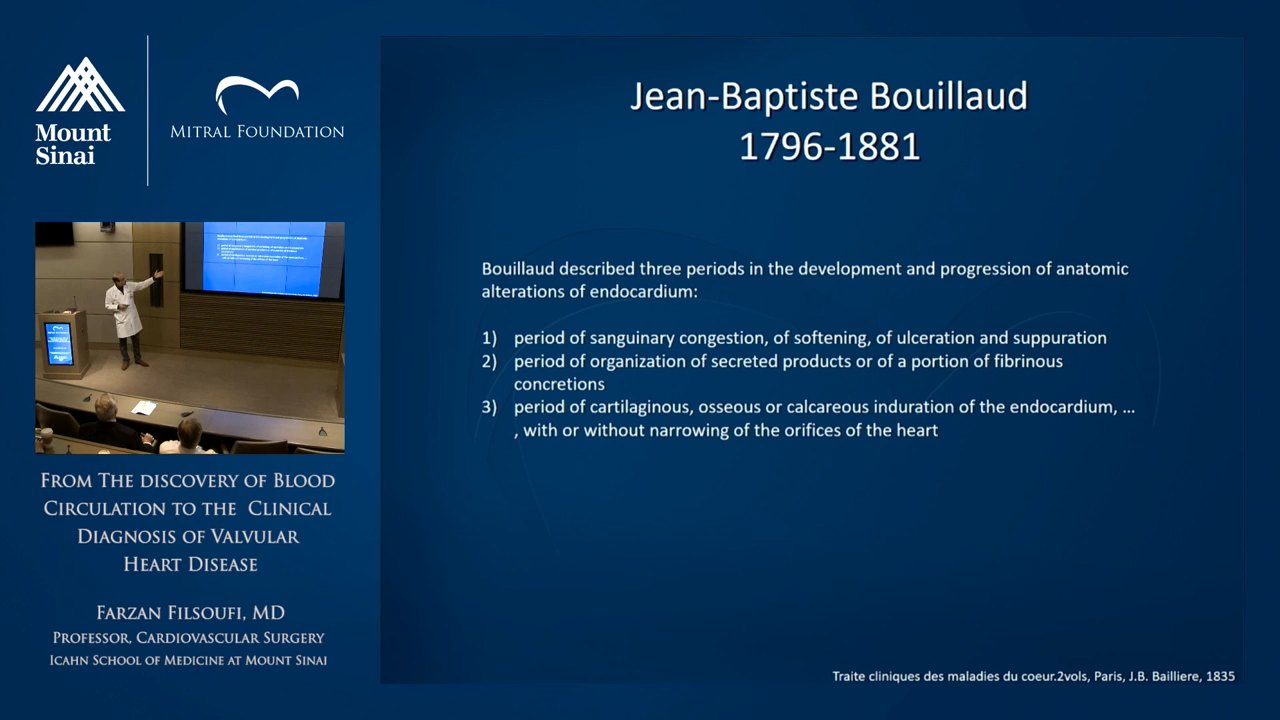 Mount
Sinai
MITRAL FOUNDATION
FROM THE DISCOVERY OF BLOOD
CIRCULATION TO THE CLINICAL
DIAGNOSIS OF VALVULAR
HEART DISEASE
FARZAN FILSOUFI, MD
PROFESSOR, CARDIOVASCULAR SURGERY
ICAHN SCHOOL OF MEDICINE AT MOUNT SINAI
Jean-Baptiste Bouillaud
1796-1881
Bouillaud described three periods in the development and progression of anatomic
alterations of endocardium:
1) period of sanguinary congestion, of softening, of ulceration and suppuration
2) period of organization of secreted products or of a portion of fibrinous
concretions
3) period of cartilaginous, osseous or calcareous induration of the endocardium, ...
, with or without narrowing of the orifices of the heart
Traite cliniques des maladies du coeur.2vols, Paris, J.B. Bailliere, 1835